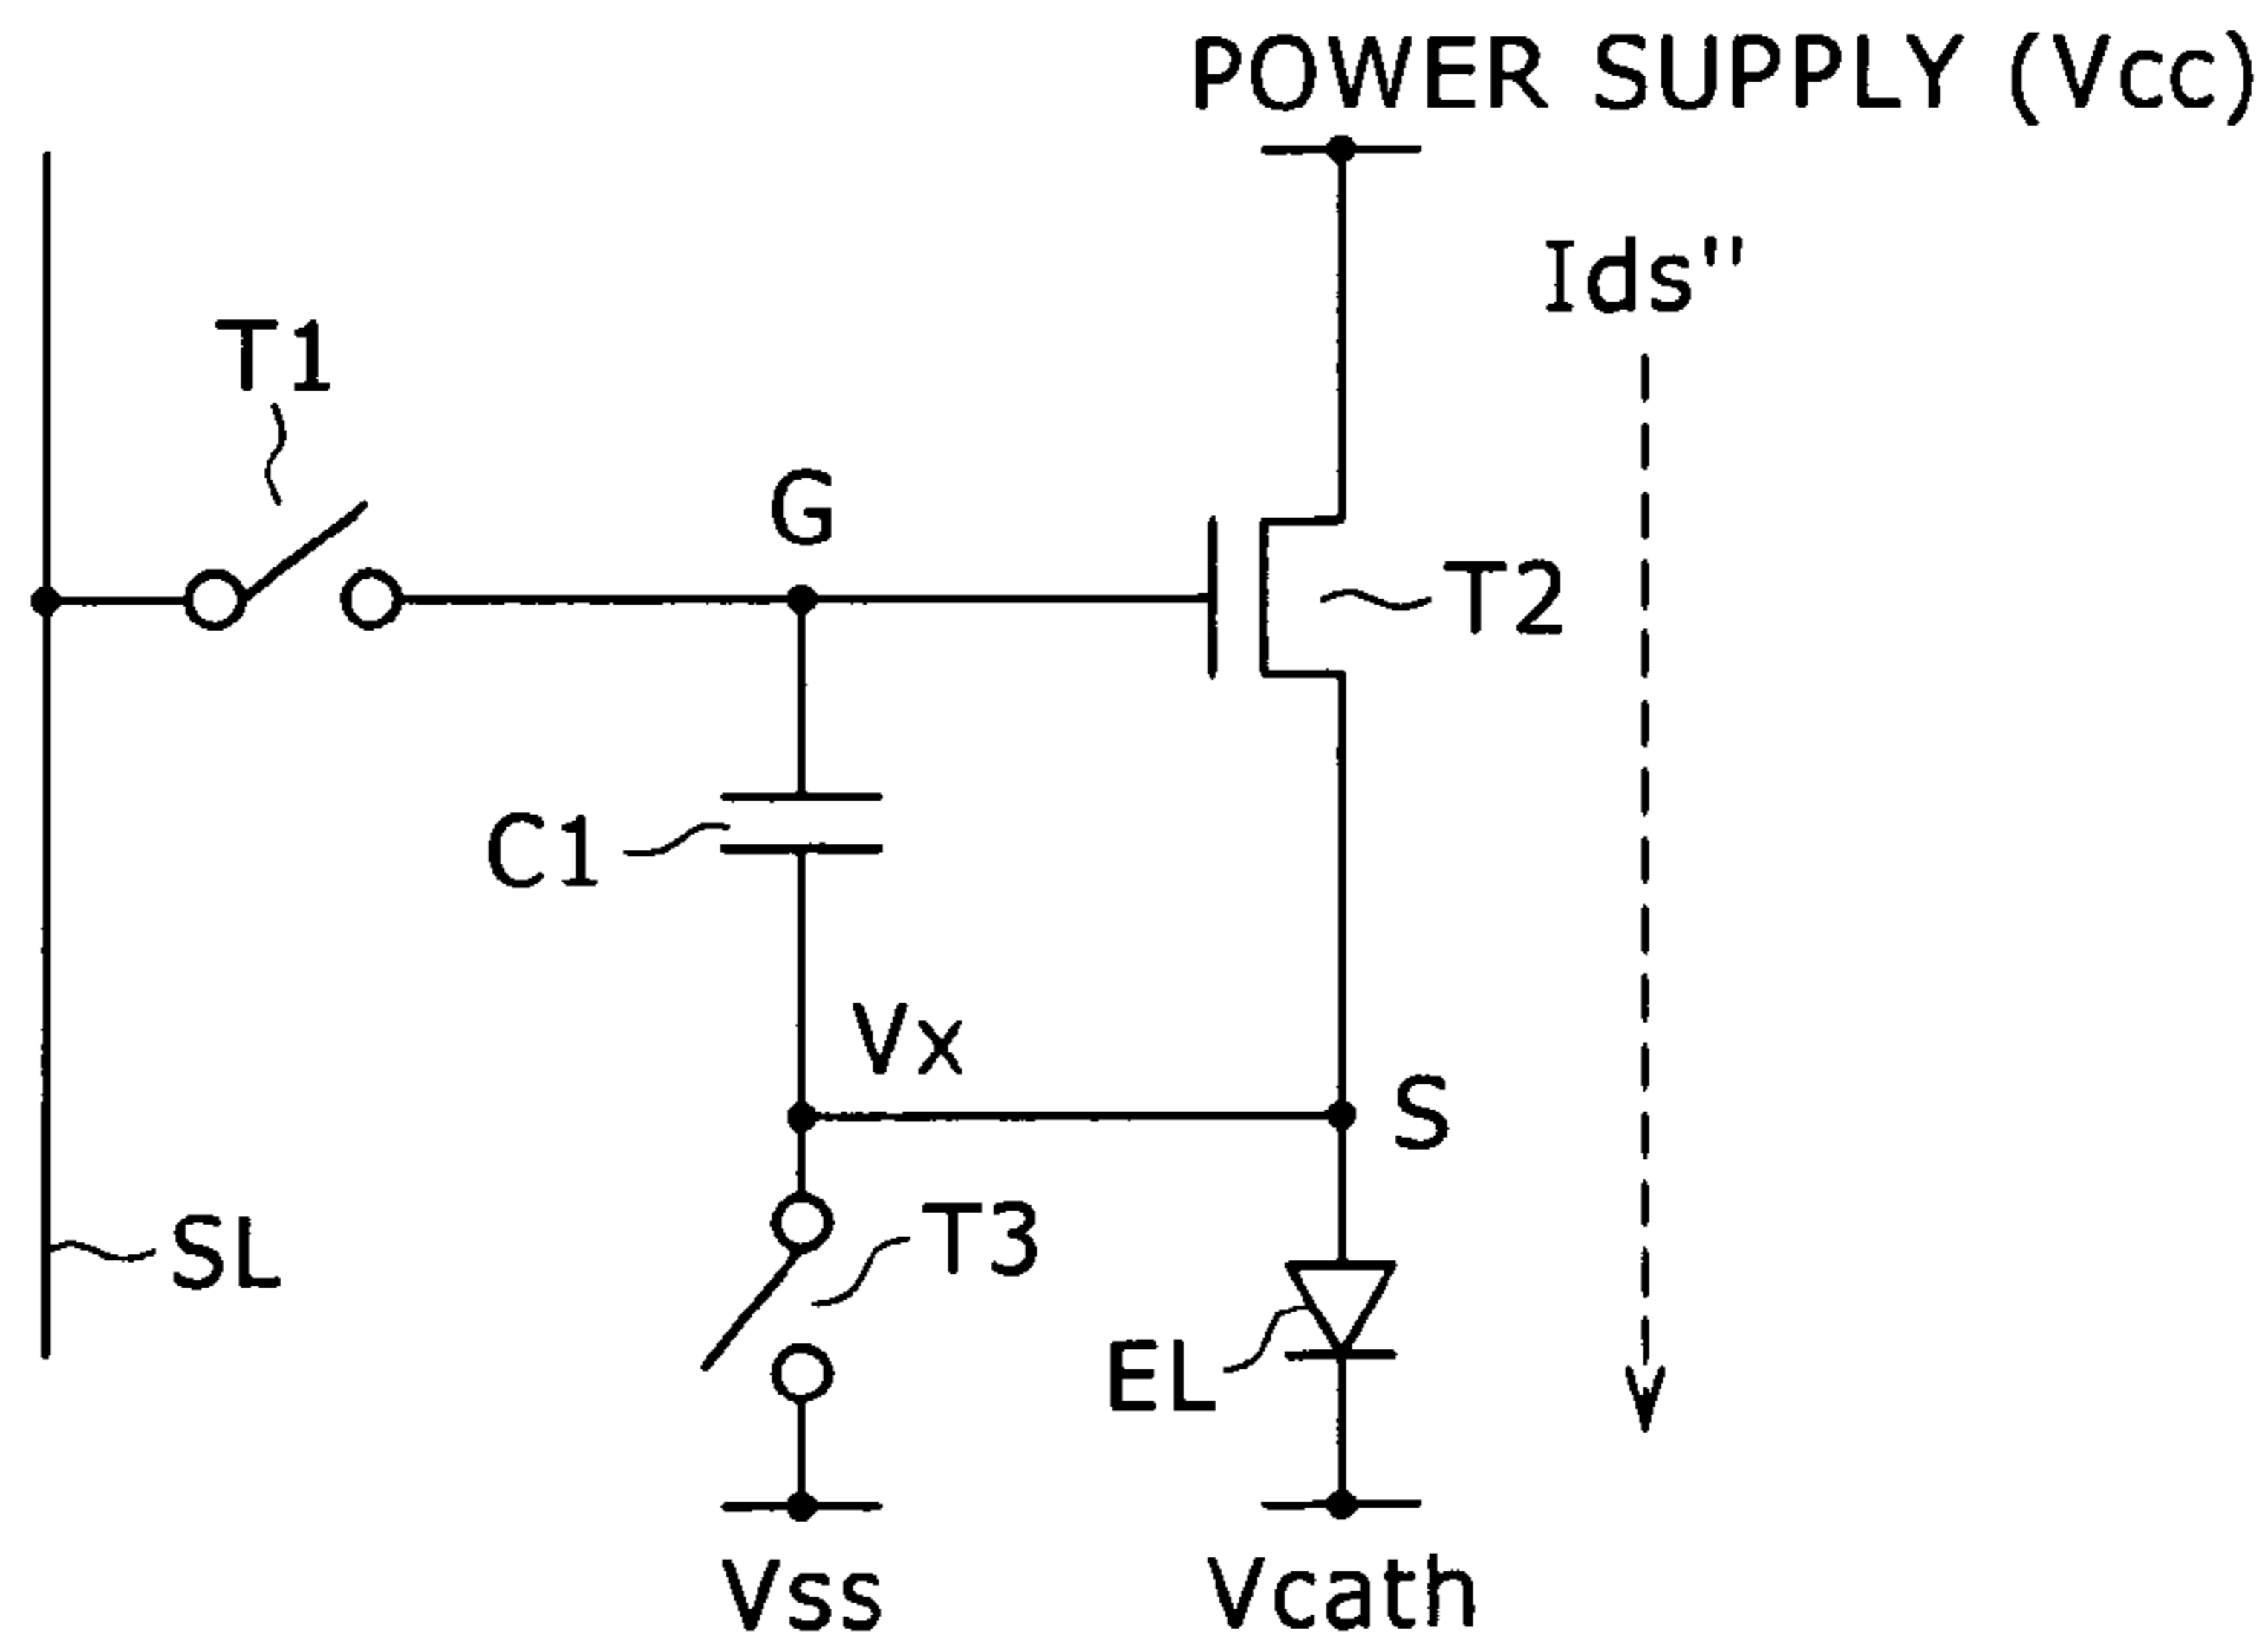 POWER SUPPLY (Vcc)
Ids"
T1
G
T2
C1
Vx
S
SL
T3
EL
Vss
Vcath